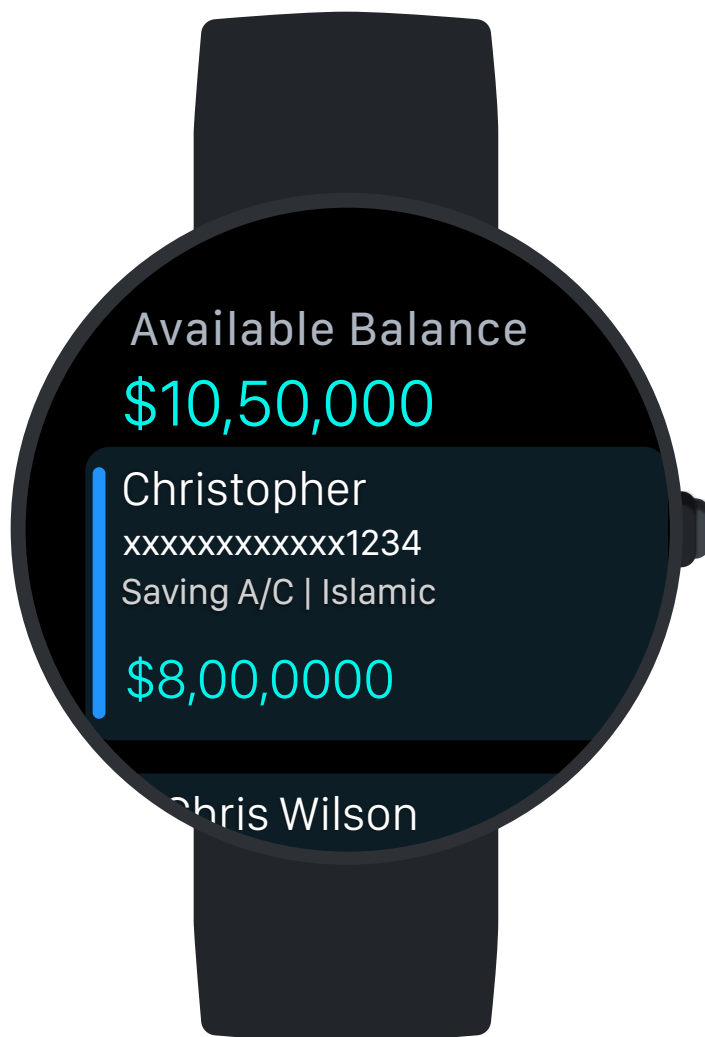 Available Balance
$10,50,000
Christopher
xxxxxxxxxxxx1234
Saving A/C | Islamic
$8,00,0000
Chris Wilson